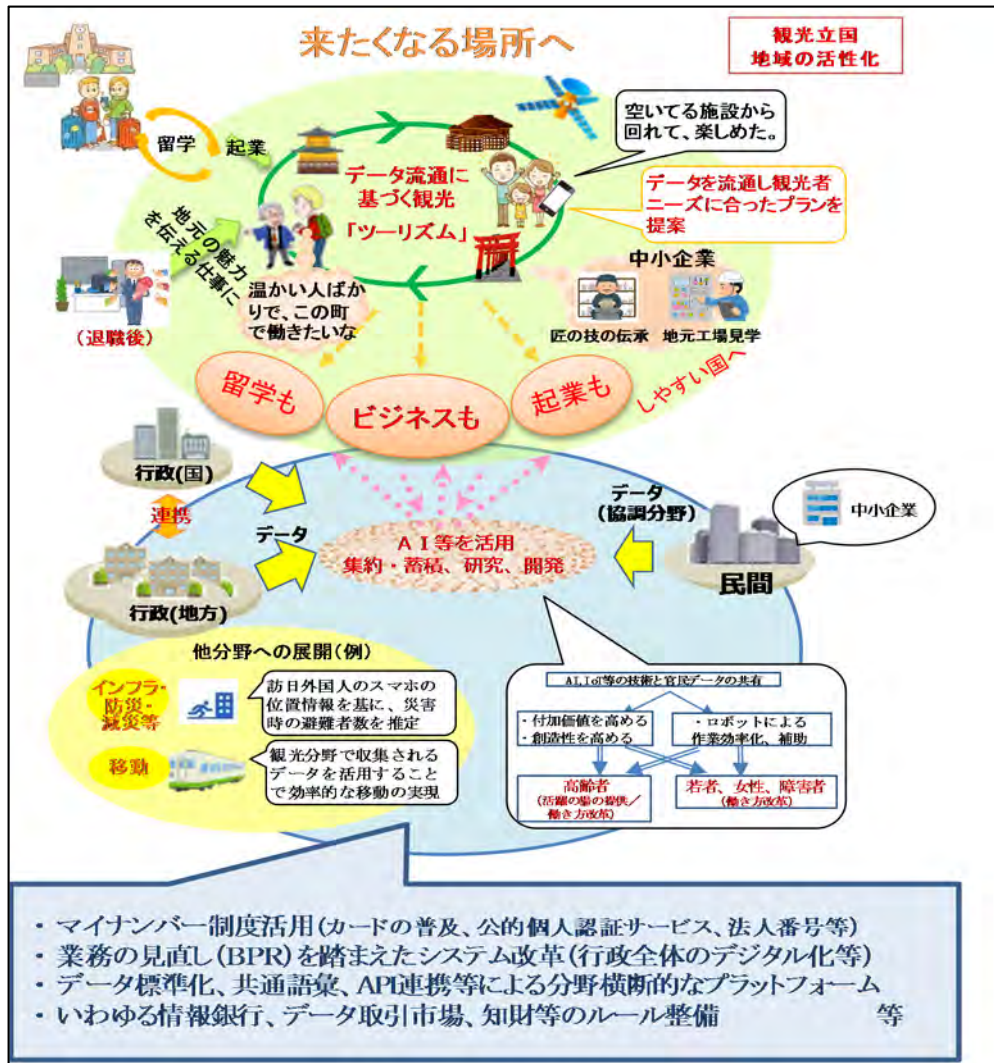 来たくなる場所へ
観光立国
地域の活性化
留学
起業
空いてる施設から
回れて、楽しめた。
データ流通に
基づく観光
「ツーリズム」
データを流通し観光者
ニーズに合ったプランを
提案
地元の魅力
を伝える仕事に
(退職後)
温かい人ばか
りで、この町
で働きたいな
中小企業
匠の技の伝承
地元工場見学
留学も
ビジネスも
起業も
しやすい国へ
行政(国)
連携
行政(地方)
データ
データ
(協調分野)
中小企業
民間
ＡＩ等を活用
集約・蓄積、研究、開発
他分野への展開(例)
インフラ・
防災・
減災等
訪日外国人のスマホの
位置情報を基に、災害
時の避難者数を推定
移動
観光分野で収集される
データを活用すること
で効率的な移動の実現
AI,IoT等の技術と官民データの共有
・付加価値を高める
・創造性を高める
・ロボットによる
作業効率化、補助
高齢者
(活躍の場の提供／
働き方改革)
若者、女性、障害者
(働き方改革)
・マイナンバー制度活用(カードの普及、公的個人認証サービス、法人番号等)
・業務の見直し(BPR)を踏まえたシステム改革(行政全体のデジタル化等)
・データ標準化、共通語彙、API連携等による分野横断的なプラットフォーム
・いわゆる情報銀行、データ取引市場、知財等のルール整備 等